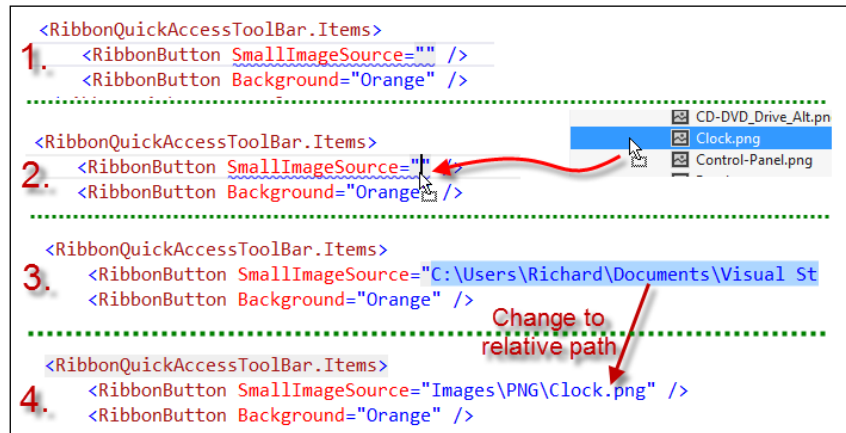 <RibbonQuickAccessToolBar.Items>
1. <RibbonButton SmallImageSource="" />
<RibbonButton Background="Orange" />
<RibbonQuickAccessToolBar.Items>
2. <RibbonButton SmallImageSource="" />
<RibbonButton Background="Orange" />
CD-DVD_Drive_Alt.pn
Clock.png
Control-Panel.png
<RibbonQuickAccessToolBar.Items>
3. <RibbonButton SmallImageSource="C:\Users\Richard\Documents\Visual St
<RibbonButton Background="Orange" />
Change to
relative path
<RibbonQuickAccessToolBar.Items>
4. <RibbonButton SmallImageSource="Images\PNG\Clock.png" />
<RibbonButton Background="Orange" />